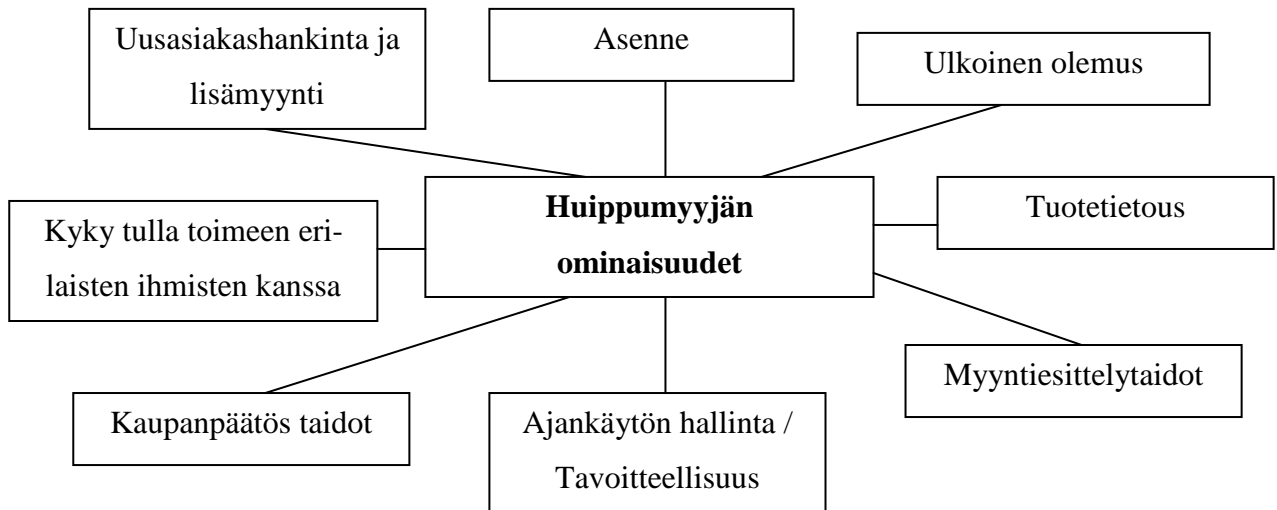 Uusasiakashankinta ja
lisämyynti
Asenne
Ulkoinen olemus
Huippumyyjän
ominaisuudet
Tuotetietous
Kyky tulla toimeen eri-
laisten ihmisten kanssa
Myyntiesittelytaidot
Kaupanpäätös taidot
Ajankäytön hallinta /
Tavoitteellisuus